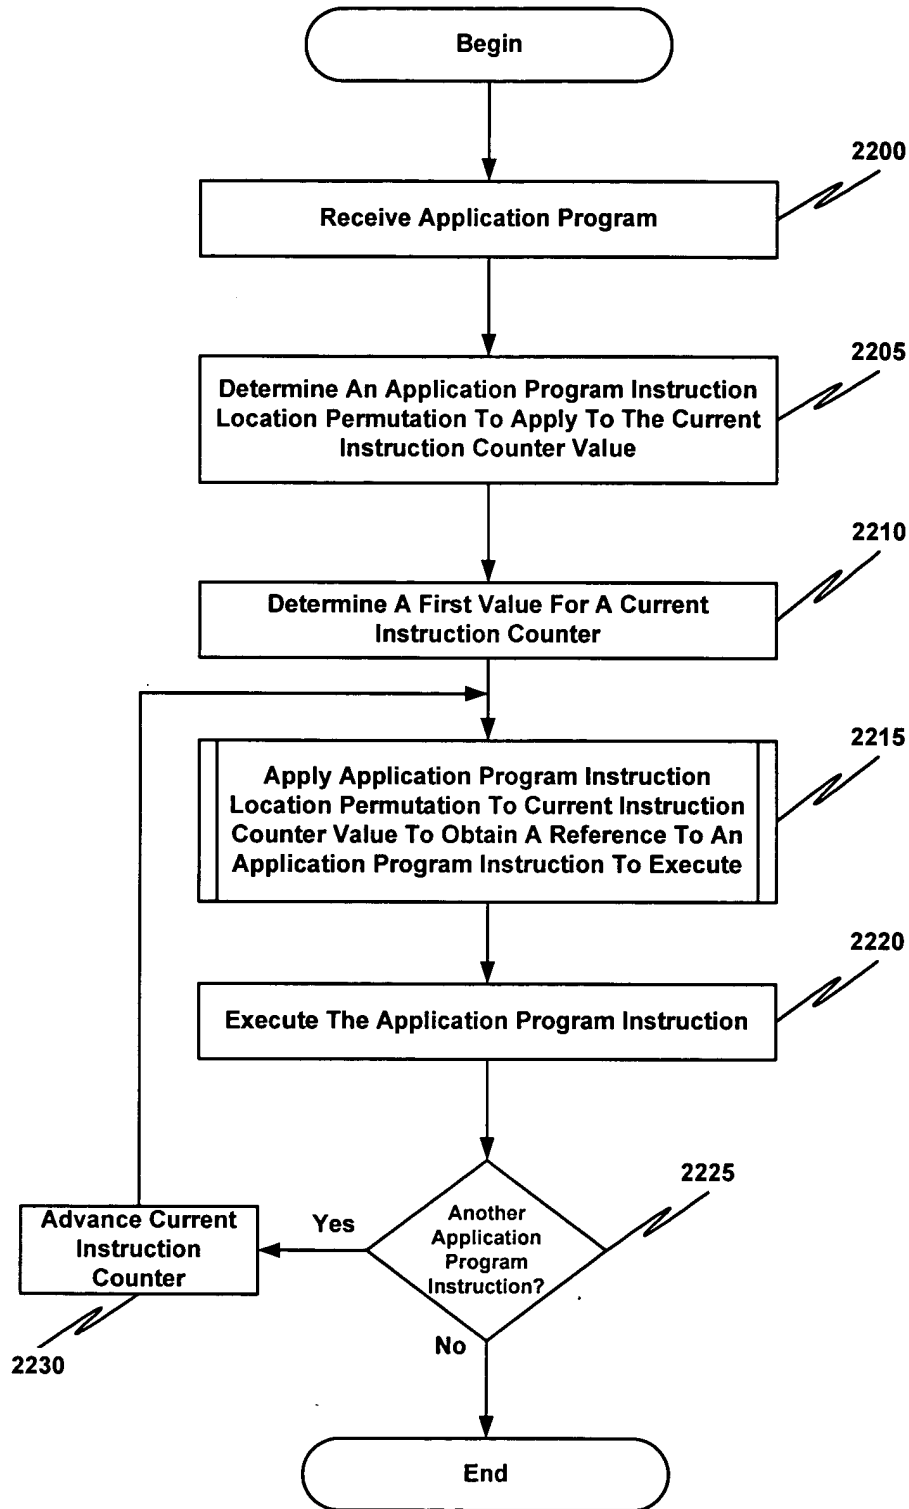 Begin
2200
Receive Application Program
2205
Determine An Application Program Instruction
Location Permutation To Apply To The Current
Instruction Counter Value
2210
Determine A First Value For A Current
Instruction Counter
2215
Apply Application Program Instruction
Location Permutation To Current Instruction
Counter Value To Obtain A Reference To An
Application Program Instruction To Execute
2220
Execute The Application Program Instruction
2225
Another
Application
Program
Instruction?
Yes
Advance Current
Instruction
Counter
2230
No
End